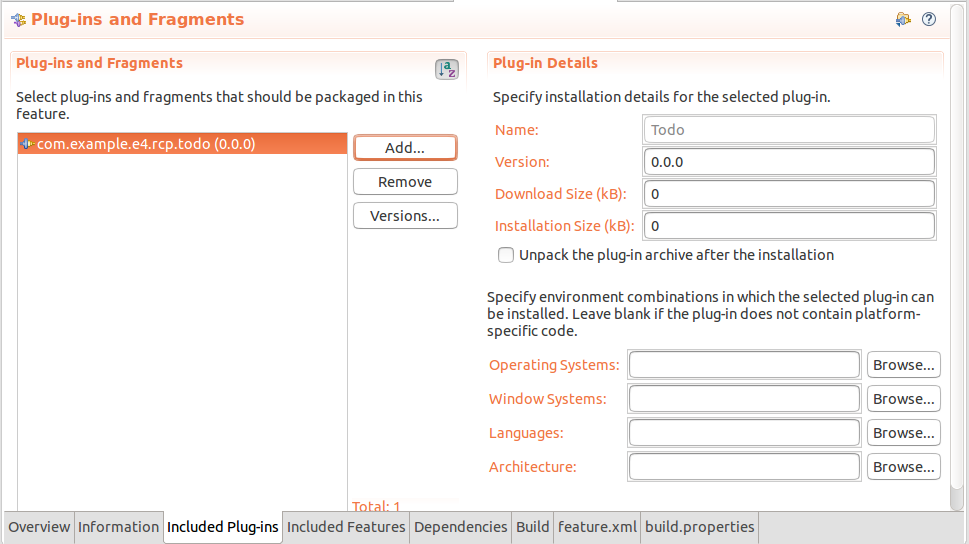 Plug-ins and Fragments
Plug-ins and Fragments
Select plug-ins and fragments that should be packaged in this
feature.
com.example.e4.rcp.todo (0.0.0)
Add...
Remove
Versions...
Total: 1
Plug-in Details
Specify installation details for the selected plug-in.
Name: Todo
Version: 0.0.0
Download Size (kB): 0
Installation Size (kB): 0
Unpack the plug-in archive after the installation
Specify environment combinations in which the selected plug-in can
be installed. Leave blank if the plug-in does not contain platform-
specific code.
Operating Systems: Browse...
Window Systems: Browse...
Languages: Browse...
Architecture: Browse...
Overview Information Included Plug-ins Included Features Dependencies Build feature.xml build.properties